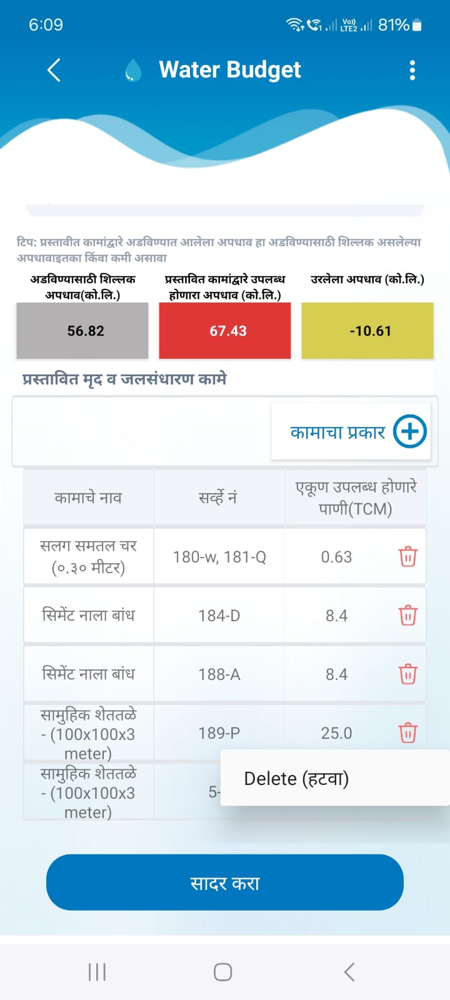 6:09
Vo)) LTE2 81%
Water Budget
टिप: प्रस्तावीत कामांद्वारे अडविण्यात आलेला अपधाव हा अडविण्यासाठी शिल्लक असलेल्या
अपधावाइतका किंवा कमी असावा
अडविण्यासाठी शिल्लक
अपधाव(को.लि.)
प्रस्तावित कामांद्वारे उपलब्ध
होणारा अपधाव (को.लि.)
उरलेला अपधाव (को.लि.)
56.82
67.43
-10.61
प्रस्तावित मृद व जलसंधारण कामे
कामाचा प्रकार
कामाचे नाव
सर्व्हे नं
एकूण उपलब्ध होणारे
पाणी(TCM)
सलग समतल चर
(०.३० मीटर)
180-w, 181-Q
0.63
सिमेंट नाला बांध
184-D
8.4
सिमेंट नाला बांध
188-A
8.4
सामुहिक शेततळे
- (100x100x3
meter)
189-P
25.0
सामुहिक शेततळे
- (100x100x3
meter)
5-
Delete (हटवा)
सादर करा